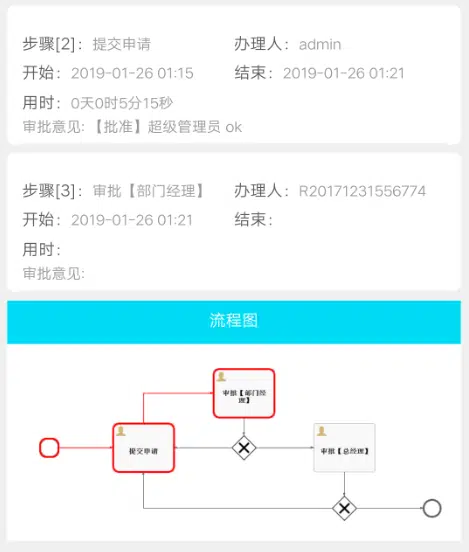 步骤[2]：提交申请 办理人：admin
开始：2019-01-26 01:15 结束：2019-01-26 01:21
用时：0天0时5分15秒
审批意见:【批准】超级管理员 ok
步骤[3]：审批【部门经理】 办理人：R20171231556774
开始：2019-01-26 01:21 结束：
用时：
审批意见:
流程图
审批【部门经
理】
提交申请
审批【总经理】